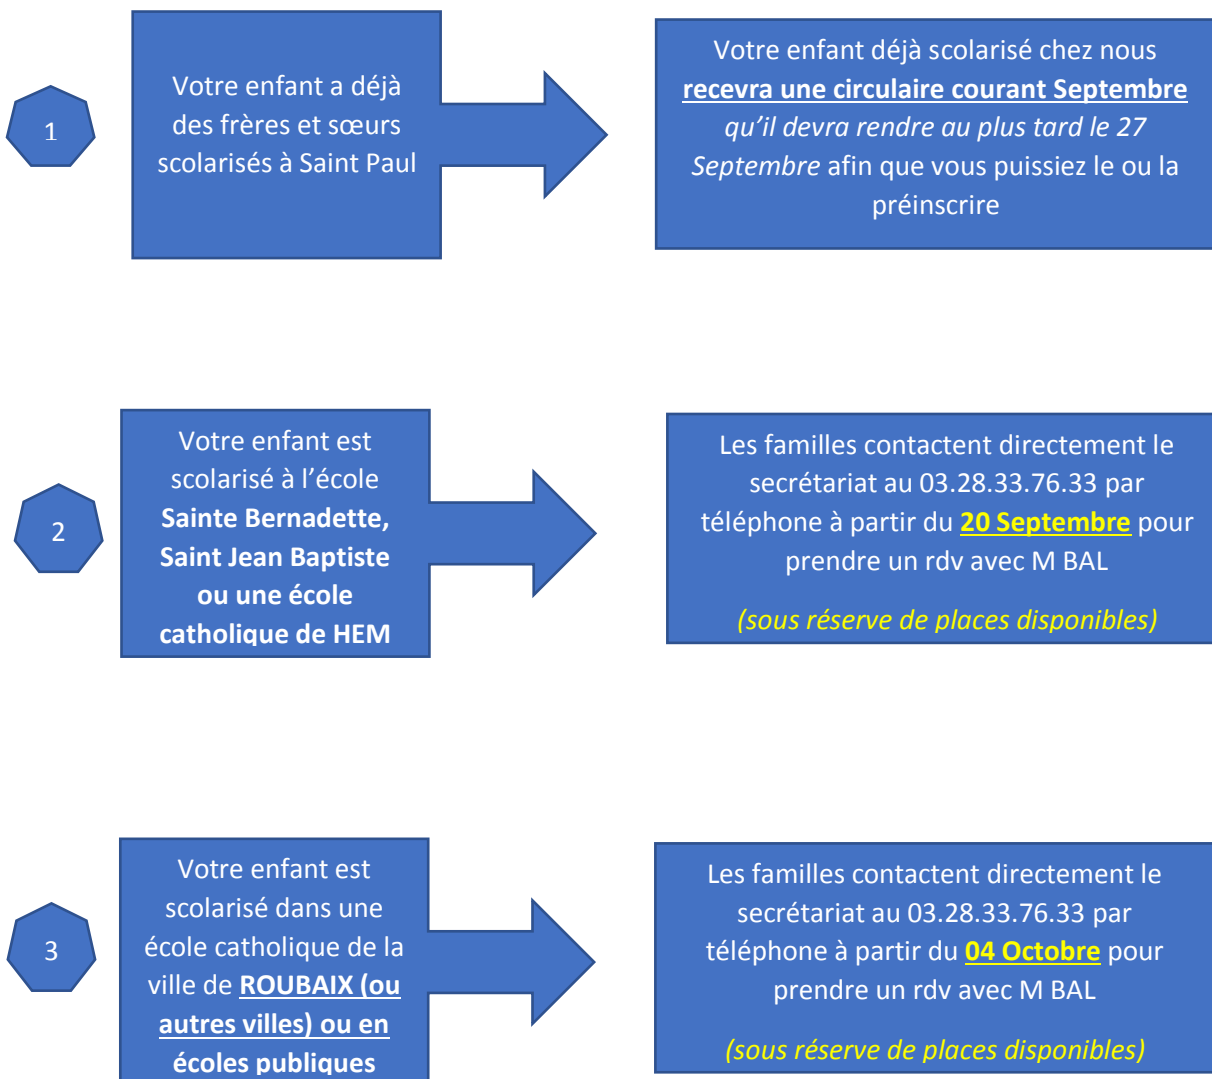 1
Votre enfant a déjà
des frères et sœurs
scolarisés à Saint Paul
Votre enfant déjà scolarisé chez nous
recevra une circulaire courant Septembre
qu’il devra rendre au plus tard le 27
Septembre afin que vous puissiez le ou la
préinscrire
2
Votre enfant est
scolarisé à l’école
Sainte Bernadette,
Saint Jean Baptiste
ou une école
catholique de HEM
Les familles contactent directement le
secrétariat au 03.28.33.76.33 par
téléphone à partir du 20 Septembre pour
prendre un rdv avec M BAL
(sous réserve de places disponibles)
3
Votre enfant est
scolarisé dans une
école catholique de la
ville de ROUBAIX (ou
autres villes) ou en
écoles publiques
Les familles contactent directement le
secrétariat au 03.28.33.76.33 par
téléphone à partir du 04 Octobre pour
prendre un rdv avec M BAL
(sous réserve de places disponibles)